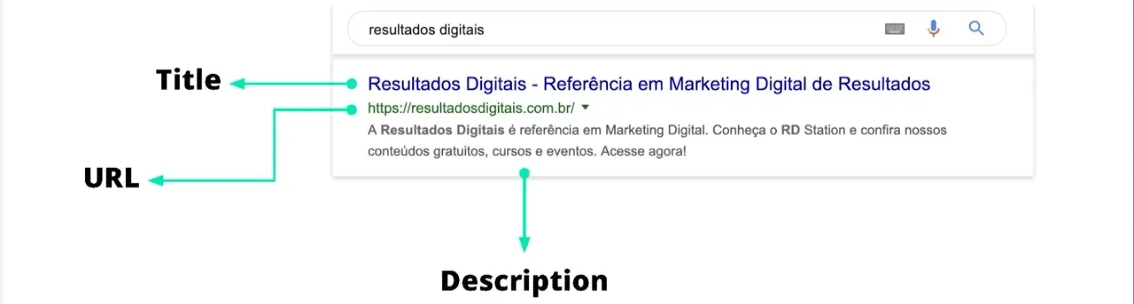 resultados digitais
Title
Resultados Digitais - Referência em Marketing Digital de Resultados
https://resultadosdigitais.com.br/
A Resultados Digitais é referência em Marketing Digital. Conheça o RD Station e confira nossos
conteúdos gratuitos, cursos e eventos. Acesse agora!
URL
Description